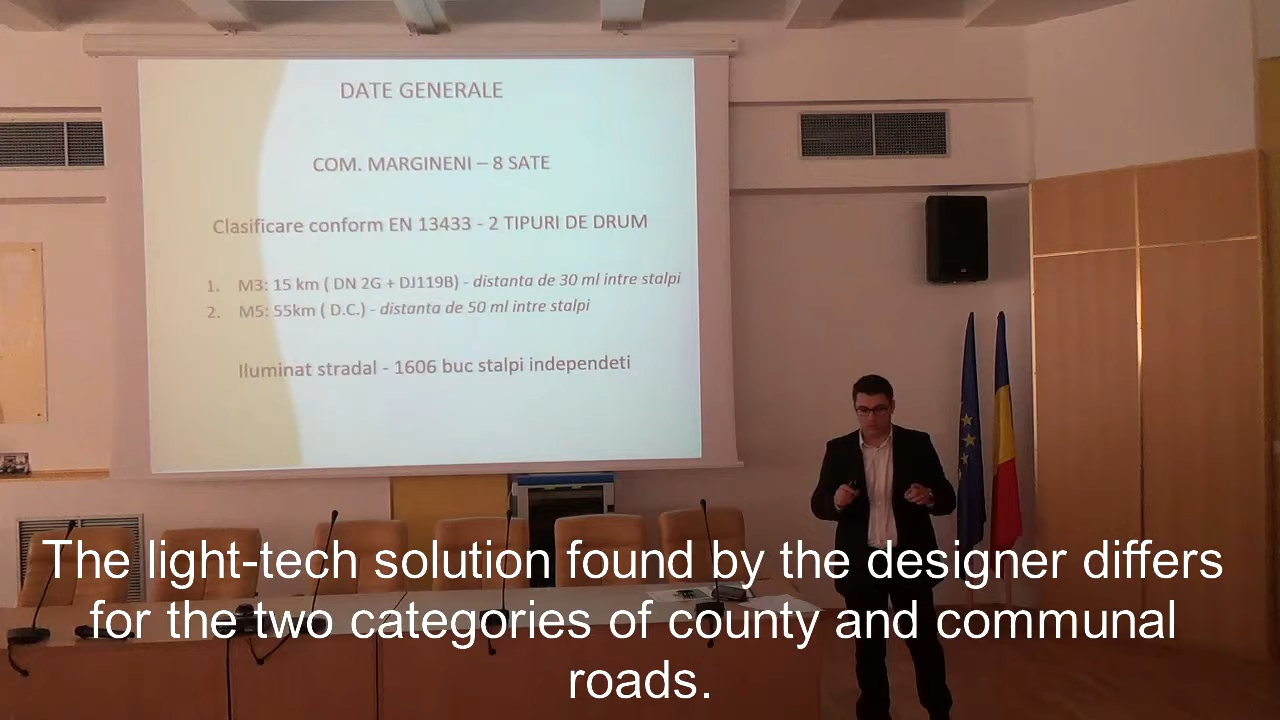 DATE GENERALE
COM. MARGINENI – 8 SATE
Clasificare conform EN 13433 - 2 TIPURI DE DRUM
1. M3: 15 km ( DN 2G + DJ119B) - distanta de 30 ml intre stalpi
2. M5: 55km ( D.C.) - distanta de 50 ml intre stalpi
Iluminat stradal - 1606 buc stalpi independeti
The light-tech solution found by the designer differs
for the two categories of county and communal
roads.